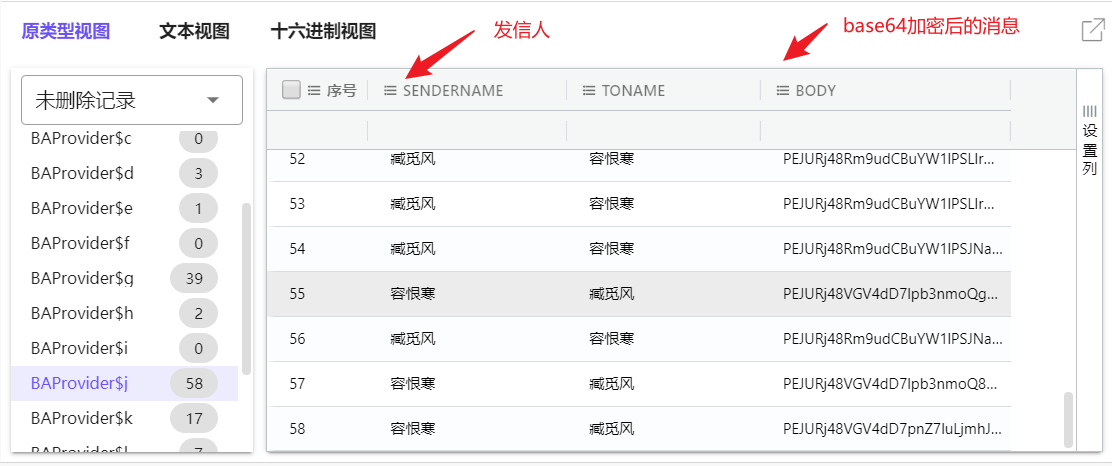 原类型视图 文本视图 十六进制视图
发信人
base64加密后的消息
未删除记录
BAProvider$c 0
BAProvider$d 3
BAProvider$e 1
BAProvider$f 0
BAProvider$g 39
BAProvider$h 2
BAProvider$i 0
BAProvider$j 58
BAProvider$k 17
BAProvider$l 7
序号 SENDERNAME TONAME BODY
52 臧觅风 容恨寒 PEJURj48Rm9udCBuYW1lPSLlr...
53 臧觅风 容恨寒 PEJURj48Rm9udCBuYW1lPSLlr...
54 臧觅风 容恨寒 PEJURj48Rm9udCBuYW1lPSJNa...
55 容恨寒 臧觅风 PEJURj48VGV4dD7lpb3nmoQg...
56 臧觅风 容恨寒 PEJURj48Rm9udCBuYW1lPSJNa...
57 容恨寒 臧觅风 PEJURj48VGV4dD7lpb3nmoQ8...
58 容恨寒 臧觅风 PEJURj48VGV4dD7pnZ7luLjmhJ...
设置列